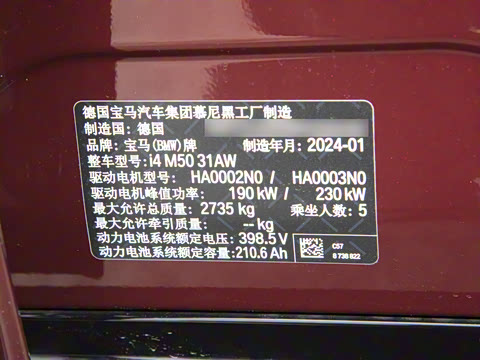 德国宝马汽车集团慕尼黑工厂制造
制造国: 德国
品牌: 宝马(BMW)牌 制造年月: 2024-01
整车型号: i4 M50 31AW
驱动电机型号: HA0002N0 / HA0003N0
驱动电机峰值功率: 190 kW / 230 kW
最大允许总质量: 2735 kg 乘坐人数: 5
最大允许牵引质量: -- kg
动力电池系统额定电压: 398.5 V
动力电池系统额定容量: 210.6 Ah
C57
8 736 822